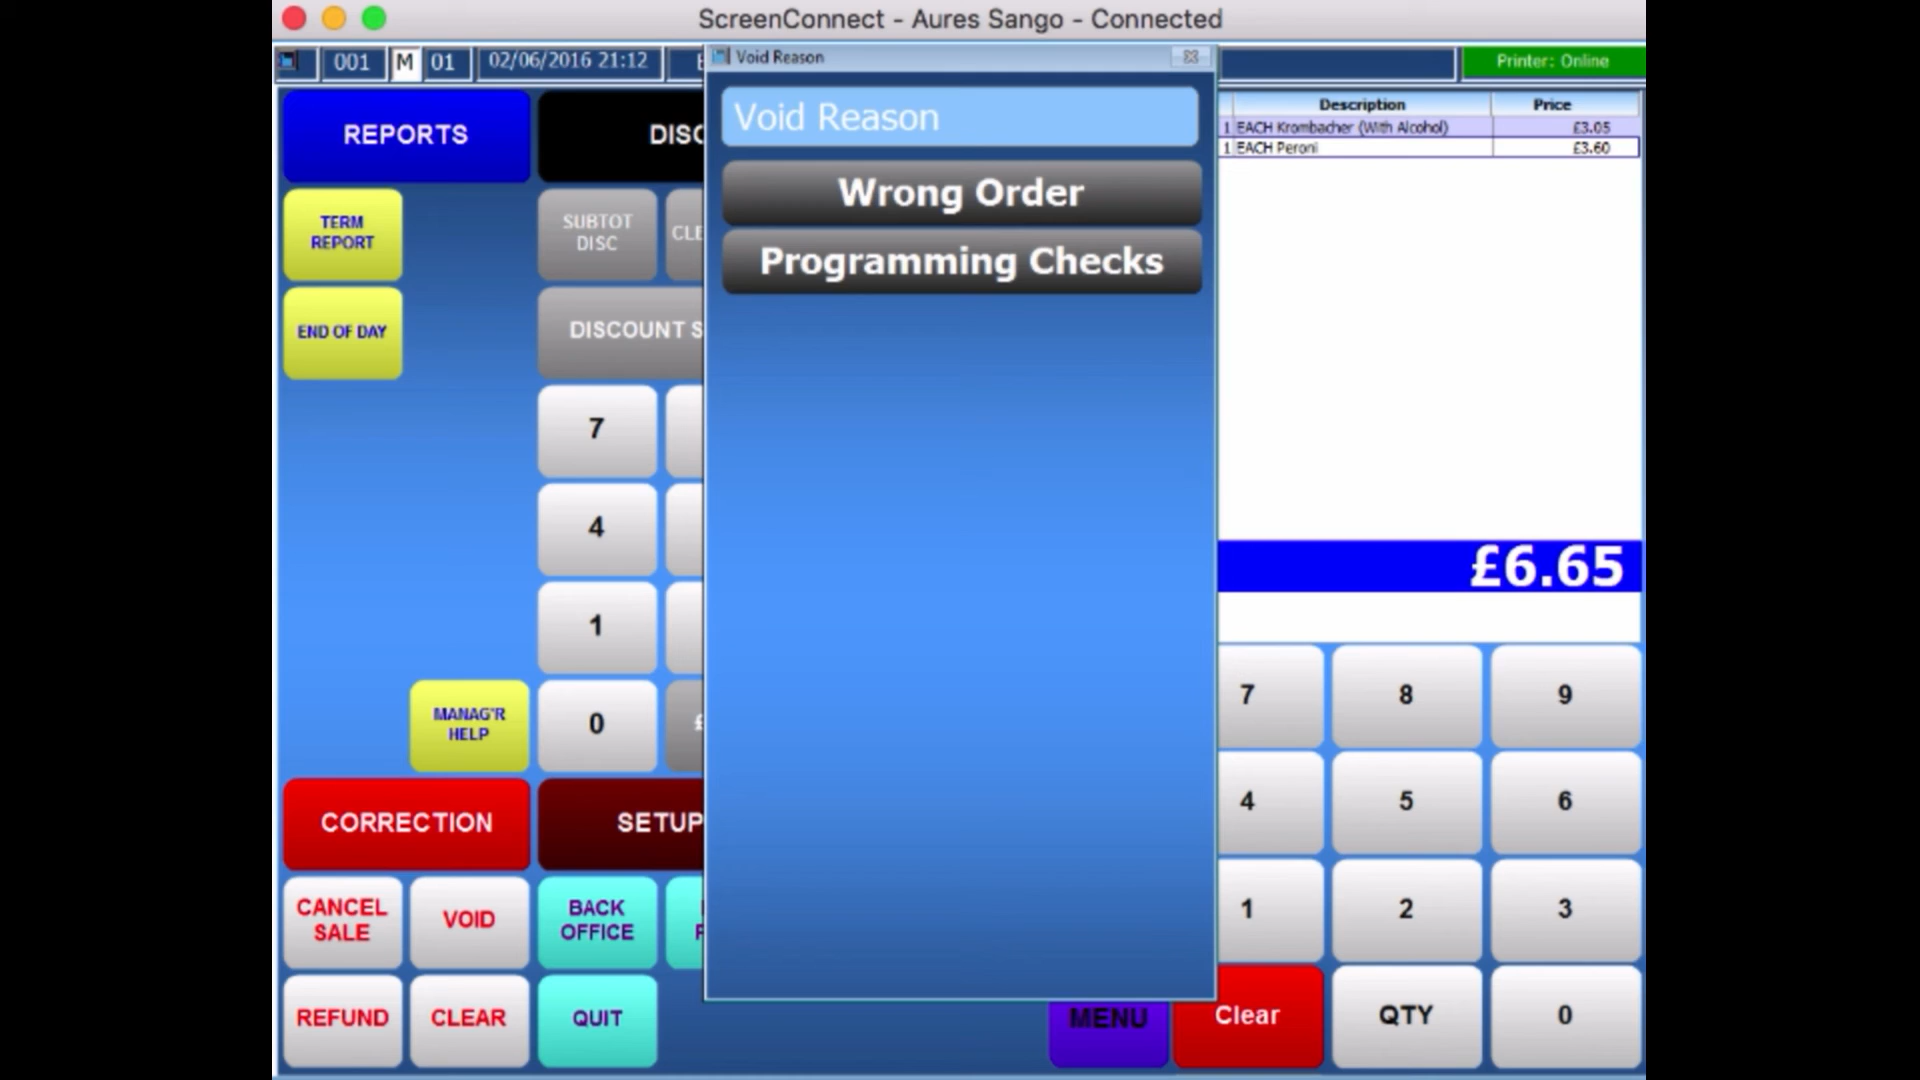 ScreenConnect - Aures Sango - Connected
001 M 01 02/06/2016 21:12
Void Reason
Printer: Online
Void Reason
Wrong Order
Programming Checks
REPORTS
DISC
TERM
REPORT
SUBTOT
DISC
CLE
END OF DAY
DISCOUNT S
7
4
1
MANAG'R
HELP
0
£
CORRECTION
SETUP
CANCEL
SALE
VOID
BACK
OFFICE
REFUND
CLEAR
QUIT
Description Price
1 EACH Krombacher (With Alcohol) £3.05
1 EACH Peroni £3.60
£6.65
7 8 9
4 5 6
1 2 3
MENU Clear QTY 0